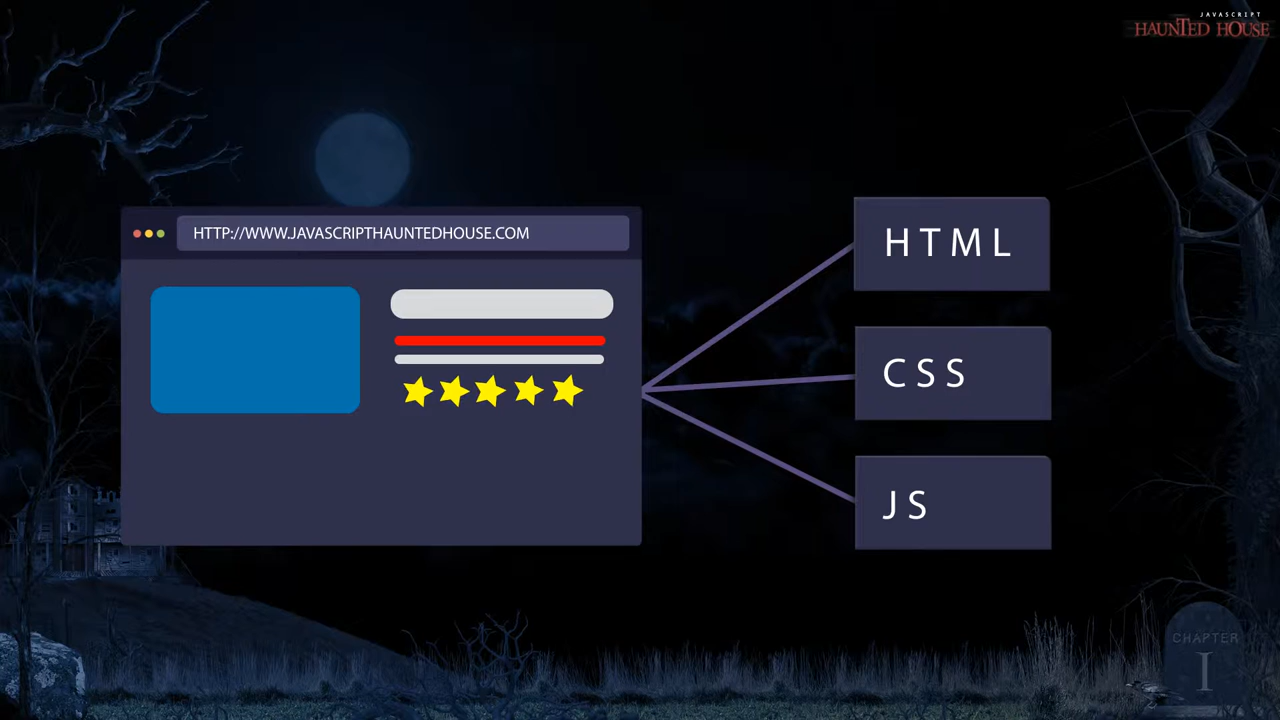 JAVASCRIPT
HAUNTED HOUSE
HTTP://WWW.JAVASCRIPTHAUNTEDHOUSE.COM
HTML
CSS
JS
CHAPTER
I